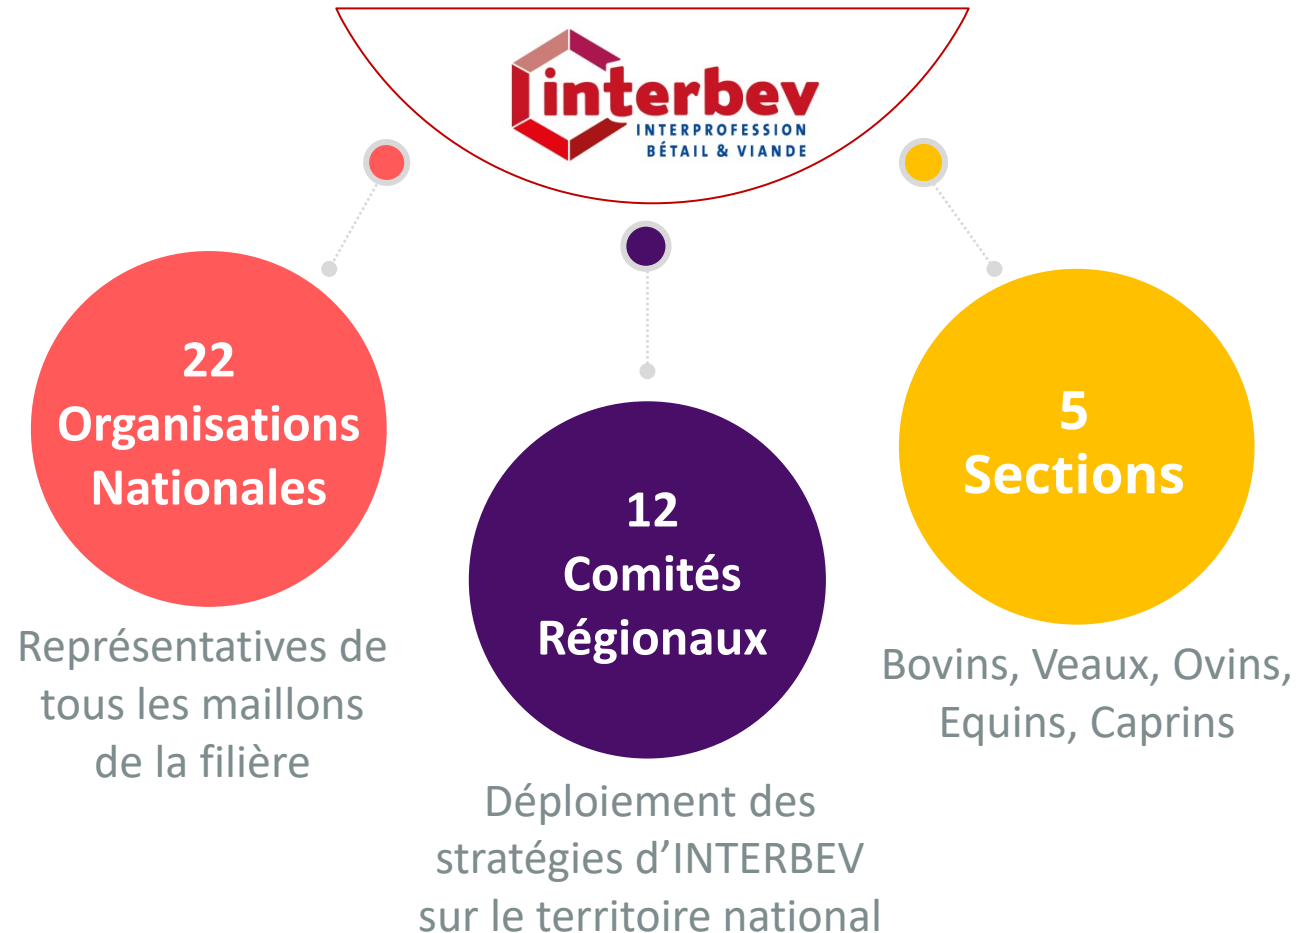 interbev
INTERPROFESSION
BÉTAIL & VIANDE
22
Organisations
Nationales
Représentatives de
tous les maillons
de la filière
12
Comités
Régionaux
Déploiement des
stratégies d’INTERBEV
sur le territoire national
5
Sections
Bovins, Veaux, Ovins,
Equins, Caprins